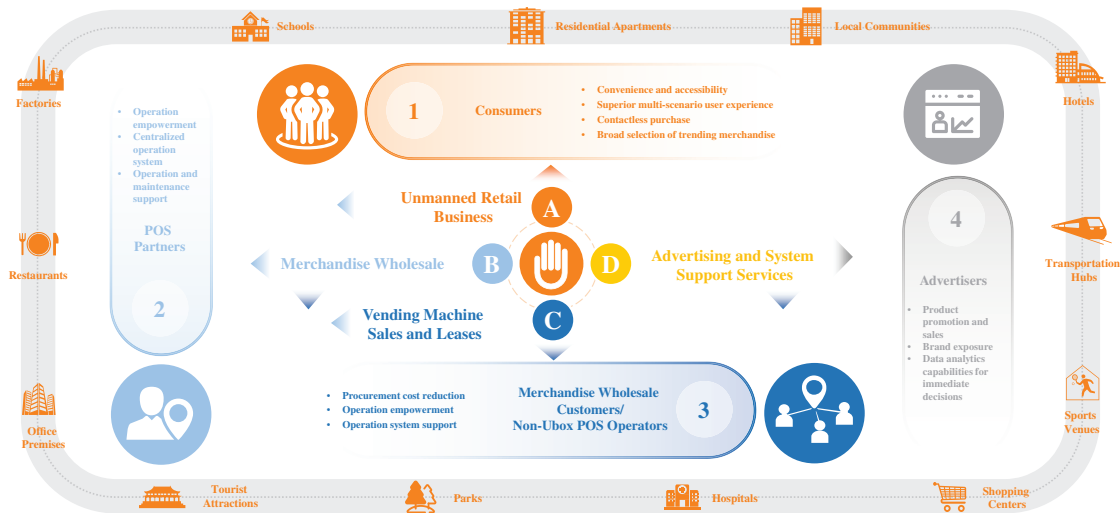 Schools
Residential Apartments
Local Communities
Factories
Hotels
1
Consumers
• Convenience and accessibility
• Superior multi-scenario user experience
• Contactless purchase
• Broad selection of trending merchandise
• Operation
empowerment
• Centralized
operation
system
• Operation and
maintenance
support
POS
Partners
2
Unmanned Retail
Business
A
4
Restaurants
Merchandise Wholesale
B
D
Advertising and System
Support Services
Transportation
Hubs
Vending Machine
Sales and Leases
C
Advertisers
• Product
promotion and
sales
• Brand exposure
• Data analytics
capabilities for
immediate
decisions
• Procurement cost reduction
• Operation empowerment
• Operation system support
Merchandise Wholesale
Customers/
Non-Ubox POS Operators
3
Office
Premises
Sports
Venues
Tourist
Attractions
Parks
Hospitals
Shopping
Centers